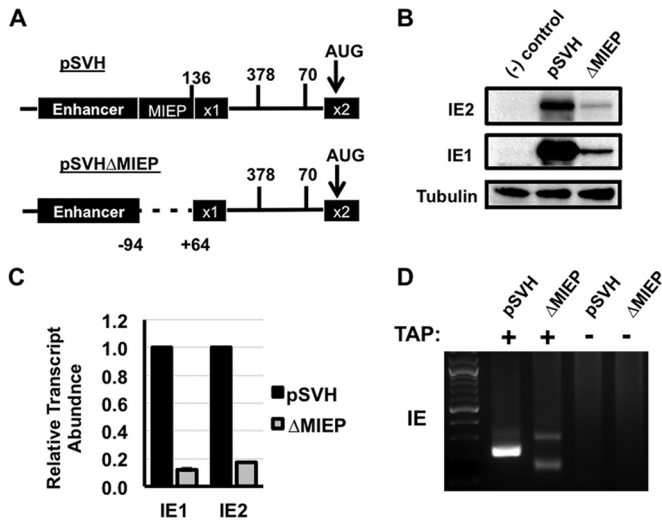 A
pSVH
136
378
70
AUG
Enhancer
MIEP
x1
x2
pSVHΔMIEP
378
70
AUG
Enhancer
x1
x2
-94
+64
B
(-) control
pSVH
ΔMIEP
IE2
IE1
Tubulin
C
Relative Transcript
Abundnce
1.2
1.0
0.8
0.6
0.4
0.2
0.0
IE1
IE2
pSVH
ΔMIEP
D
pSVH
ΔMIEP
pSVH
ΔMIEP
TAP: + + - -
IE